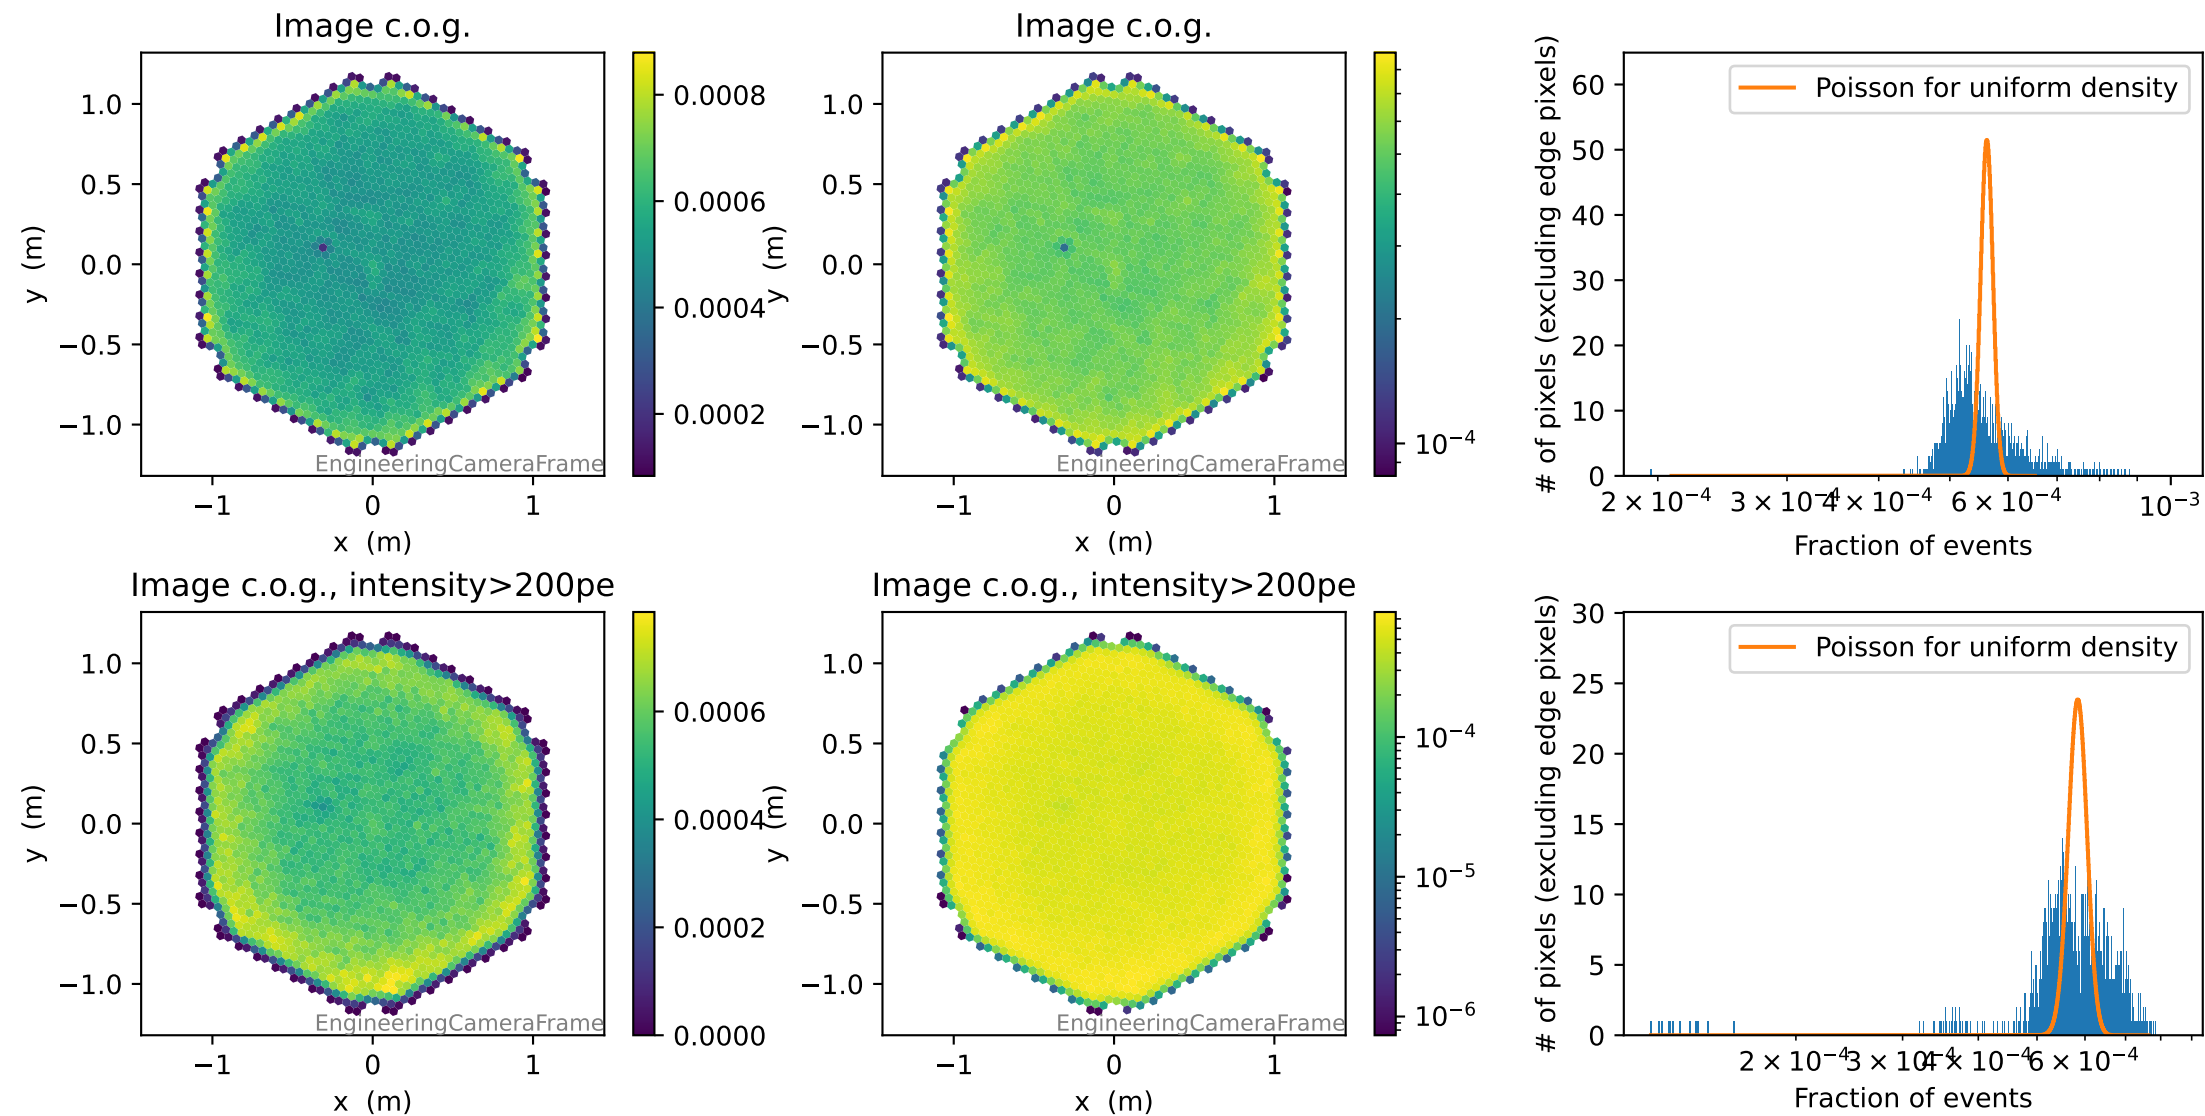 Image c.o.g.
1.0
0.5
0.0
−0.5
−1.0
y (m)
−1
0
1
x (m)
EngineeringCameraFrame
0.0008
0.0006
0.0004
0.0002
Image c.o.g.
1.0
0.5
0.0
−0.5
−1.0
y (m)
−1
0
1
x (m)
EngineeringCameraFrame
10⁻⁴
# of pixels (excluding edge pixels)
60
50
40
30
20
10
0
Poisson for uniform density
2 × 10⁻⁴
3 × 10⁻⁴
4 × 10⁻⁴
6 × 10⁻⁴
10⁻³
Fraction of events
Image c.o.g., intensity>200pe
1.0
0.5
0.0
−0.5
−1.0
y (m)
−1
0
1
x (m)
EngineeringCameraFrame
0.0006
0.0004
0.0002
0.0000
Image c.o.g., intensity>200pe
1.0
0.5
0.0
−0.5
−1.0
y (m)
−1
0
1
x (m)
EngineeringCameraFrame
10⁻⁴
10⁻⁵
10⁻⁶
# of pixels (excluding edge pixels)
30
25
20
15
10
5
0
Poisson for uniform density
2 × 10⁻⁴
3 × 10⁻⁴
4 × 10⁻⁴
6 × 10⁻⁴
Fraction of events